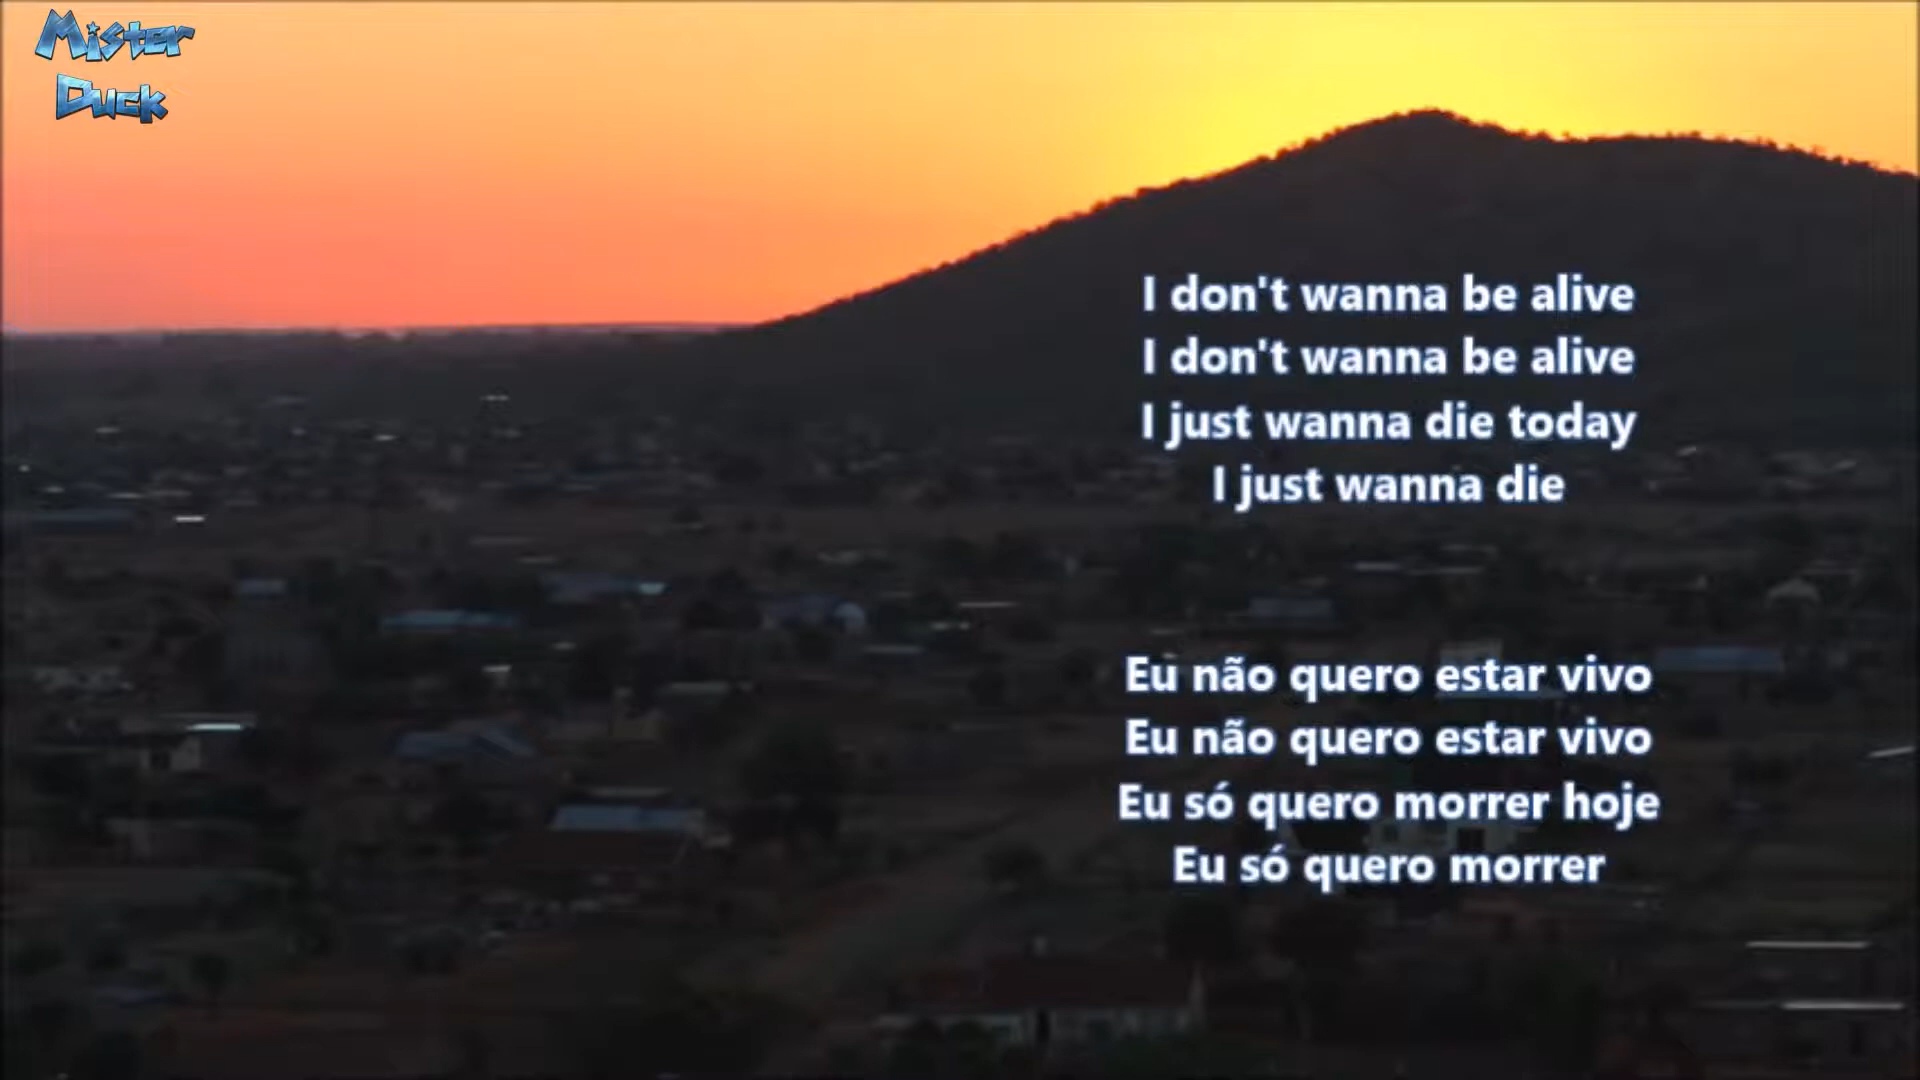 Mister
Duck
I don't wanna be alive
I don't wanna be alive
I just wanna die today
I just wanna die
Eu não quero estar vivo
Eu não quero estar vivo
Eu só quero morrer hoje
Eu só quero morrer